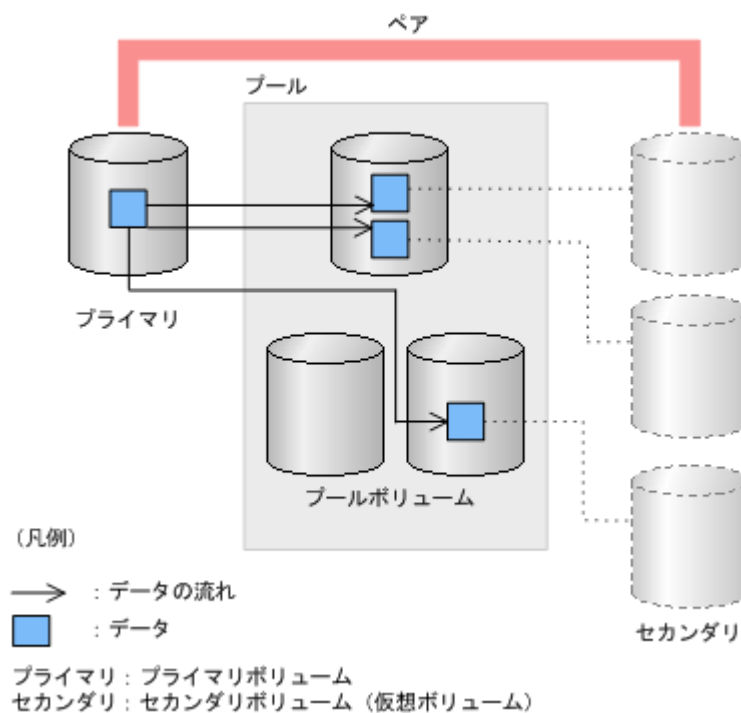 ペア
プール
プライマリ
プールボリューム
セカンダリ
（凡例）
：データの流れ
：データ
プライマリ：プライマリボリューム
セカンダリ：セカンダリボリューム（仮想ボリューム）